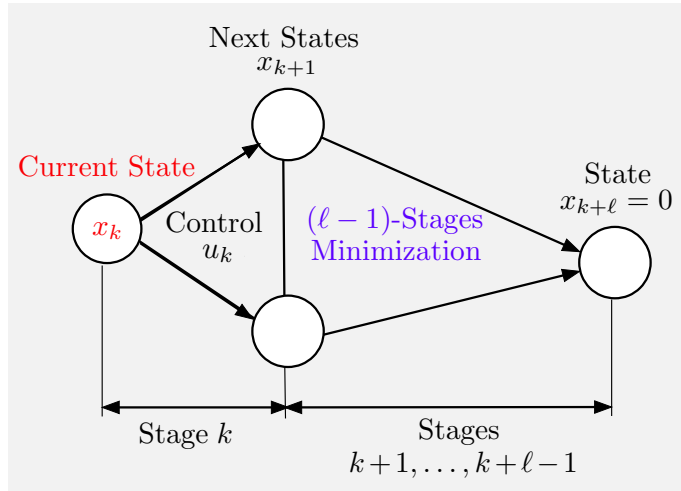 Next States
x_{k+1}
Current State
State
x_{k+ℓ} = 0
x_k
Control
u_k
(ℓ − 1)-Stages
Minimization
Stage k
Stages
k+1, . . . , k+ℓ−1